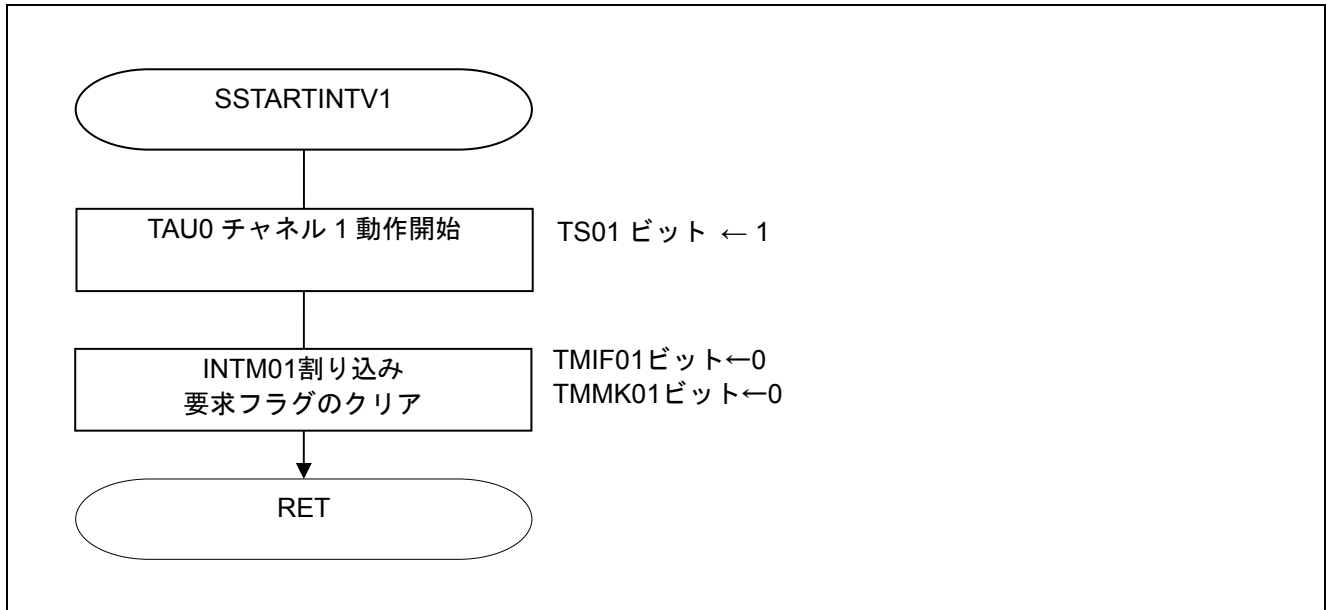 SSTARTINTV1
TAU0 チャネル 1 動作開始
TS01 ビット ← 1
INTM01割り込み
要求フラグのクリア
TMIF01ビット←0
TMMK01ビット←0
RET